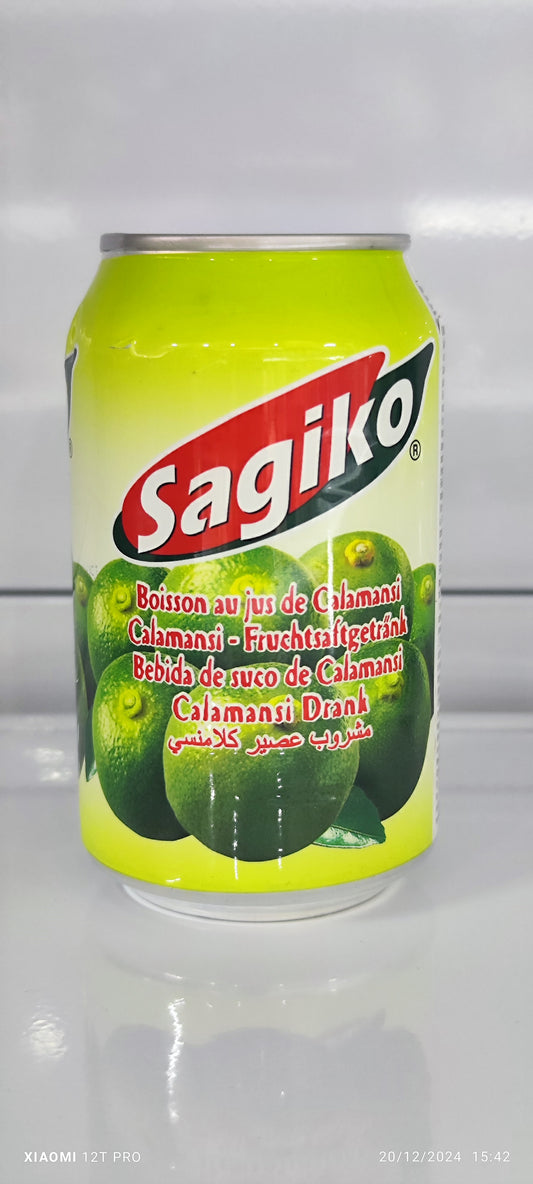 Sagiko
®
Boisson au jus de Calamansi
Calamansi - Fruchtsaftgetränk
Bebida de suco de Calamansi
Calamansi Drank
مشروب عصير كلامنسي
XIAOMI 12T PRO
20/12/2024 15:42